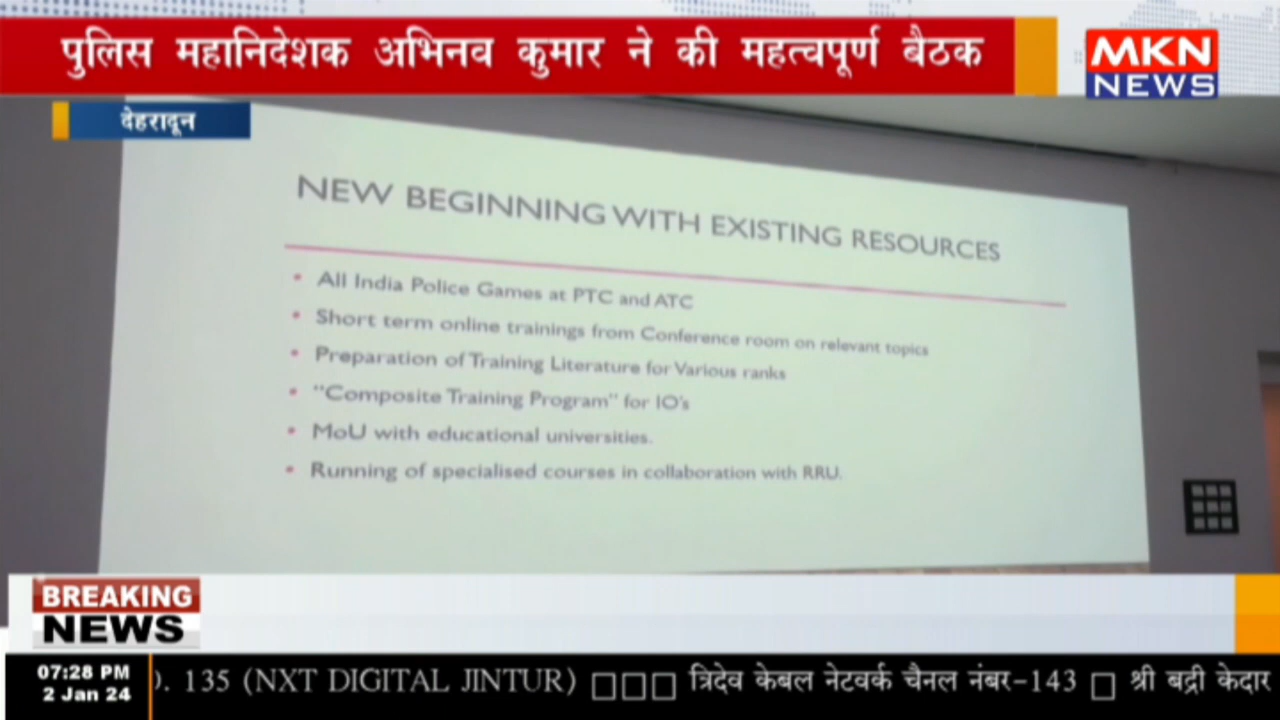 पुलिस महानिदेशक अभिनव कुमार ने की महत्वपूर्ण बैठक
MKN
NEWS
देहरादून
NEW BEGINNING WITH EXISTING RESOURCES
• All India Police Games at PTC and ATC
• Short term online trainings from Conference room on relevant topics
• Preparation of Training Literature for Various ranks
• "Composite Training Program" for IO's
• MoU with educational universities.
• Running of specialised courses in collaboration with RRU.
BREAKING
NEWS
07:28 PM
2 Jan 24
). 135 (NXT DIGITAL JINTUR) □□□ त्रिदेव केबल नेटवर्क चैनल नंबर-143 □ श्री बद्री केदार